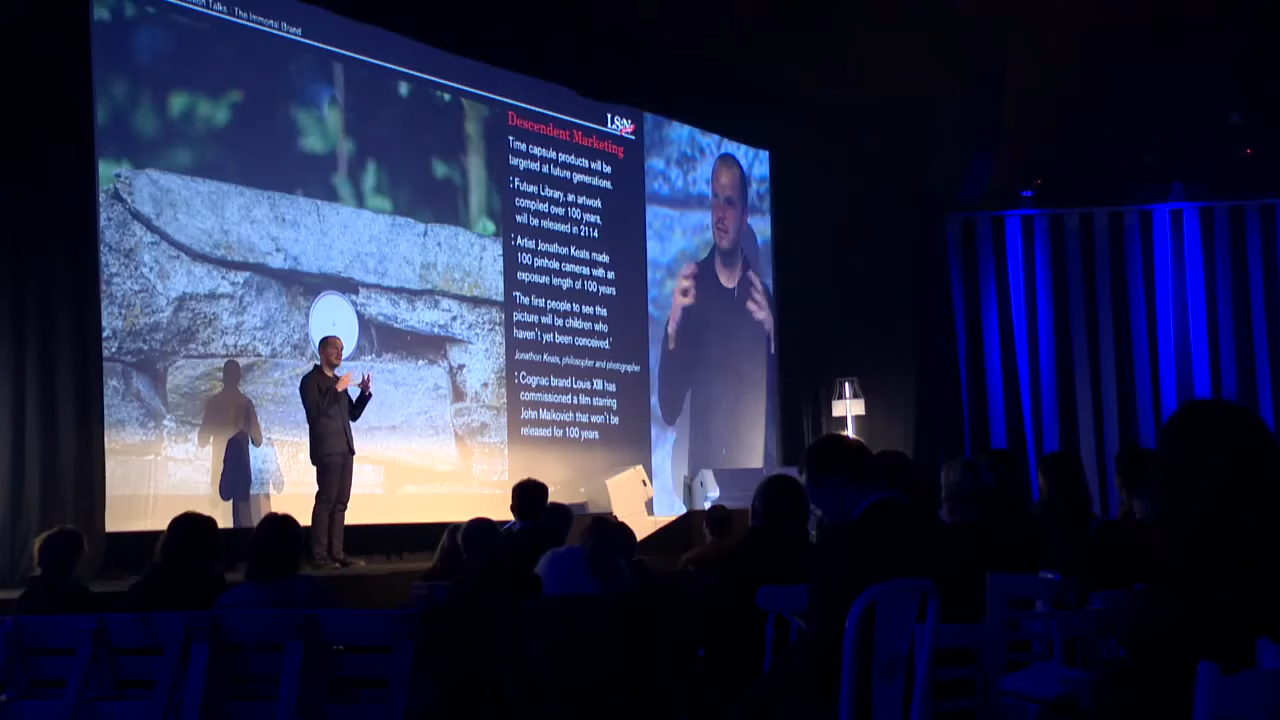 Talks : The Immortal Brand
LS:N
Descendent Marketing
Time capsule products will be
targeted at future generations.
: Future Library, an artwork
compiled over 100 years,
will be released in 2114
: Artist Jonathon Keats made
100 pinhole cameras with an
exposure length of 100 years
'The first people to see this
picture will be children who
haven't yet been conceived.'
Jonathon Keats, philosopher and photographer
: Cognac brand Louis XIII has
commissioned a film starring
John Malkovich that won't be
released for 100 years